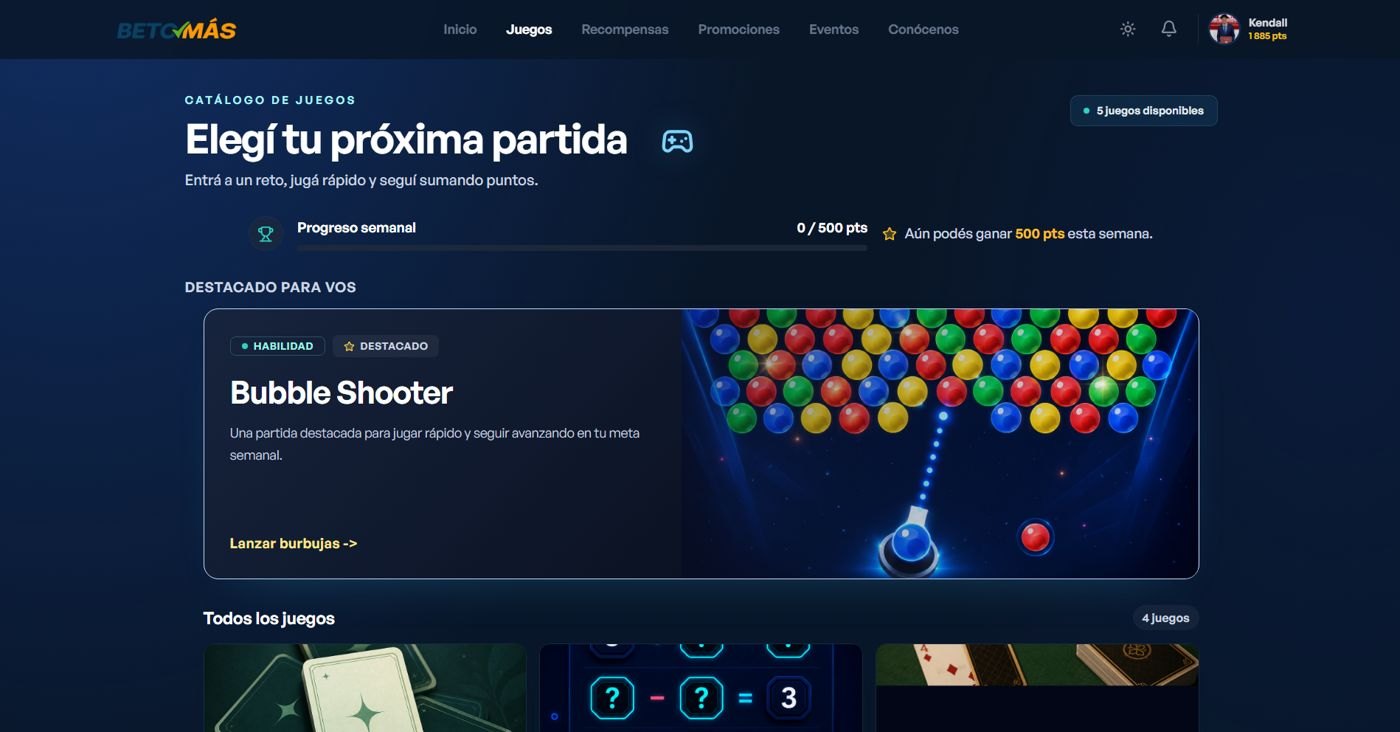 BETOMÁS
Inicio
Juegos
Recompensas
Promociones
Eventos
Conócenos
Kendall
1 885 pts
CATÁLOGO DE JUEGOS
5 juegos disponibles
Elegí tu próxima partida
Entrá a un reto, jugá rápido y seguí sumando puntos.
Progreso semanal
0 / 500 pts
Aún podés ganar 500 pts esta semana.
DESTACADO PARA VOS
HABILIDAD
DESTACADO
Bubble Shooter
Una partida destacada para jugar rápido y seguir avanzando en tu meta
semanal.
Lanzar burbujas ->
Todos los juegos
4 juegos
? - ? = 3
A